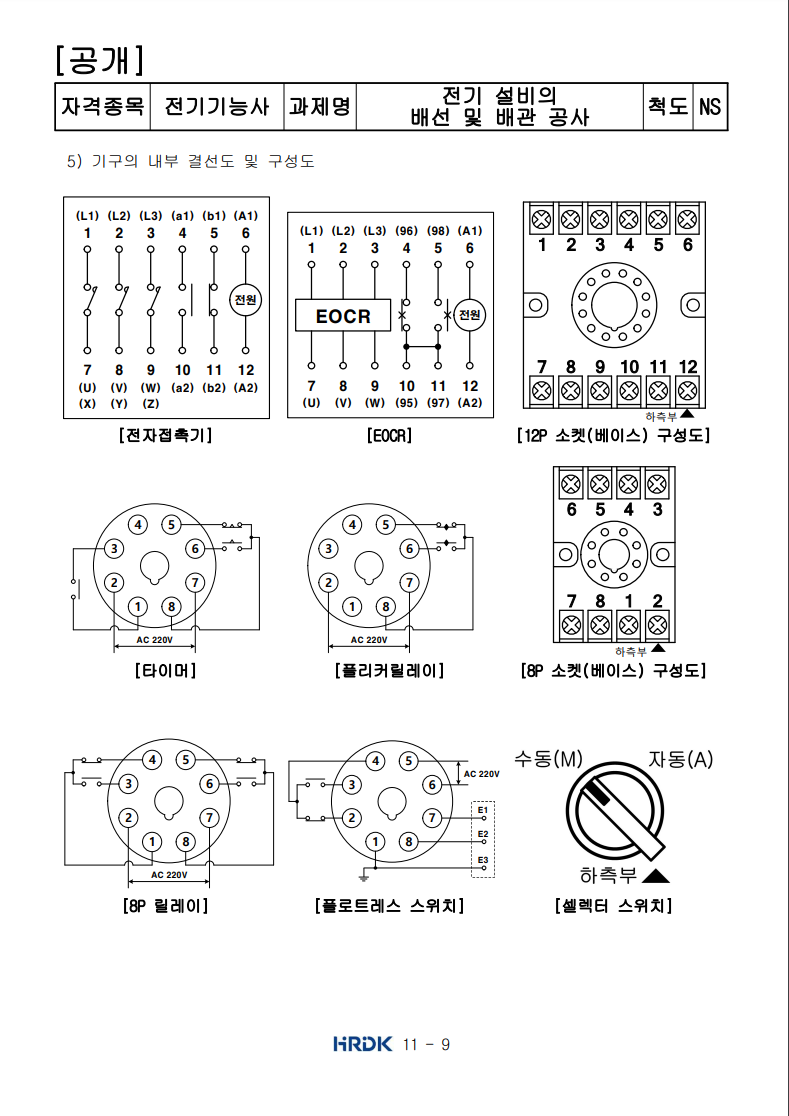 [공개]
자격종목 전기기능사 과제명 전기 설비의 배선 및 배관 공사 척도 NS
5) 기구의 내부 결선도 및 구성도
(L1) (L2) (L3) (a1) (b1) (A1)
1 2 3 4 5 6
전원
7 8 9 10 11 12
(U) (V) (W) (a2) (b2) (A2)
(X) (Y) (Z)
[전자접촉기]
(L1) (L2) (L3) (96) (98) (A1)
1 2 3 4 5 6
EOCR
전원
7 8 9 10 11 12
(U) (V) (W) (95) (97) (A2)
[EOCR]
1 2 3 4 5 6
7 8 9 10 11 12
하측부
[12P 소켓(베이스) 구성도]
4 5
3 6
2 7
1 8
AC 220V
[타이머]
4 5
3 6
2 7
1 8
AC 220V
[플리커릴레이]
6 5 4 3
7 8 1 2
하측부
[8P 소켓(베이스) 구성도]
4 5
3 6
2 7
1 8
AC 220V
[8P 릴레이]
4 5
AC 220V
3 6
E1
2 7
E2
1 8
E3
[플로트레스 스위치]
수동(M) 자동(A)
하측부
[셀렉터 스위치]
HRDK 11 - 9